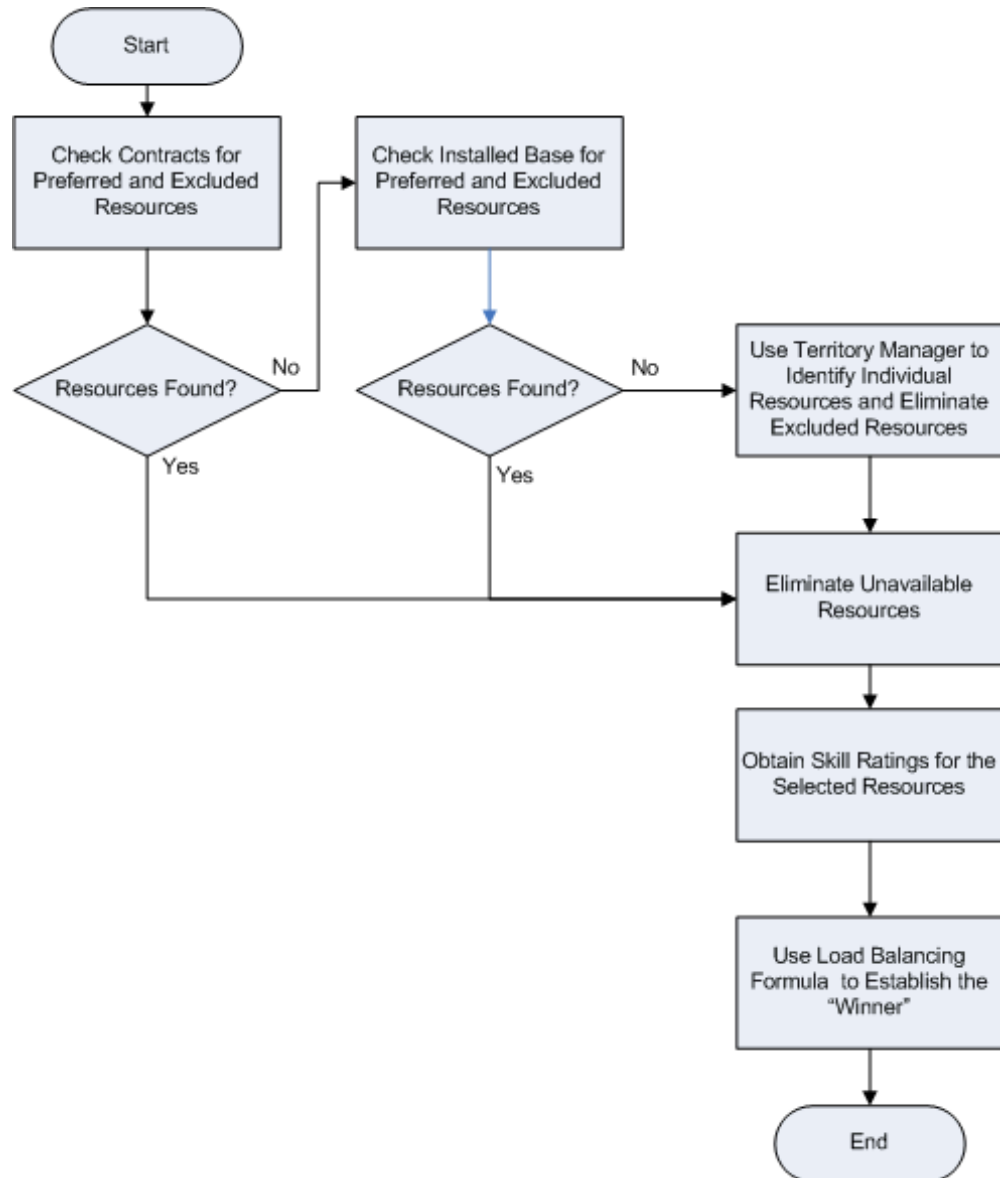 Start
Check Contracts for
Preferred and Excluded
Resources
Check Installed Base for
Preferred and Excluded
Resources
Resources Found?
No
Yes
Resources Found?
No
Yes
Use Territory Manager to
Identify Individual
Resources and Eliminate
Excluded Resources
Eliminate Unavailable
Resources
Obtain Skill Ratings for the
Selected Resources
Use Load Balancing
Formula  to Establish the
“Winner”
End